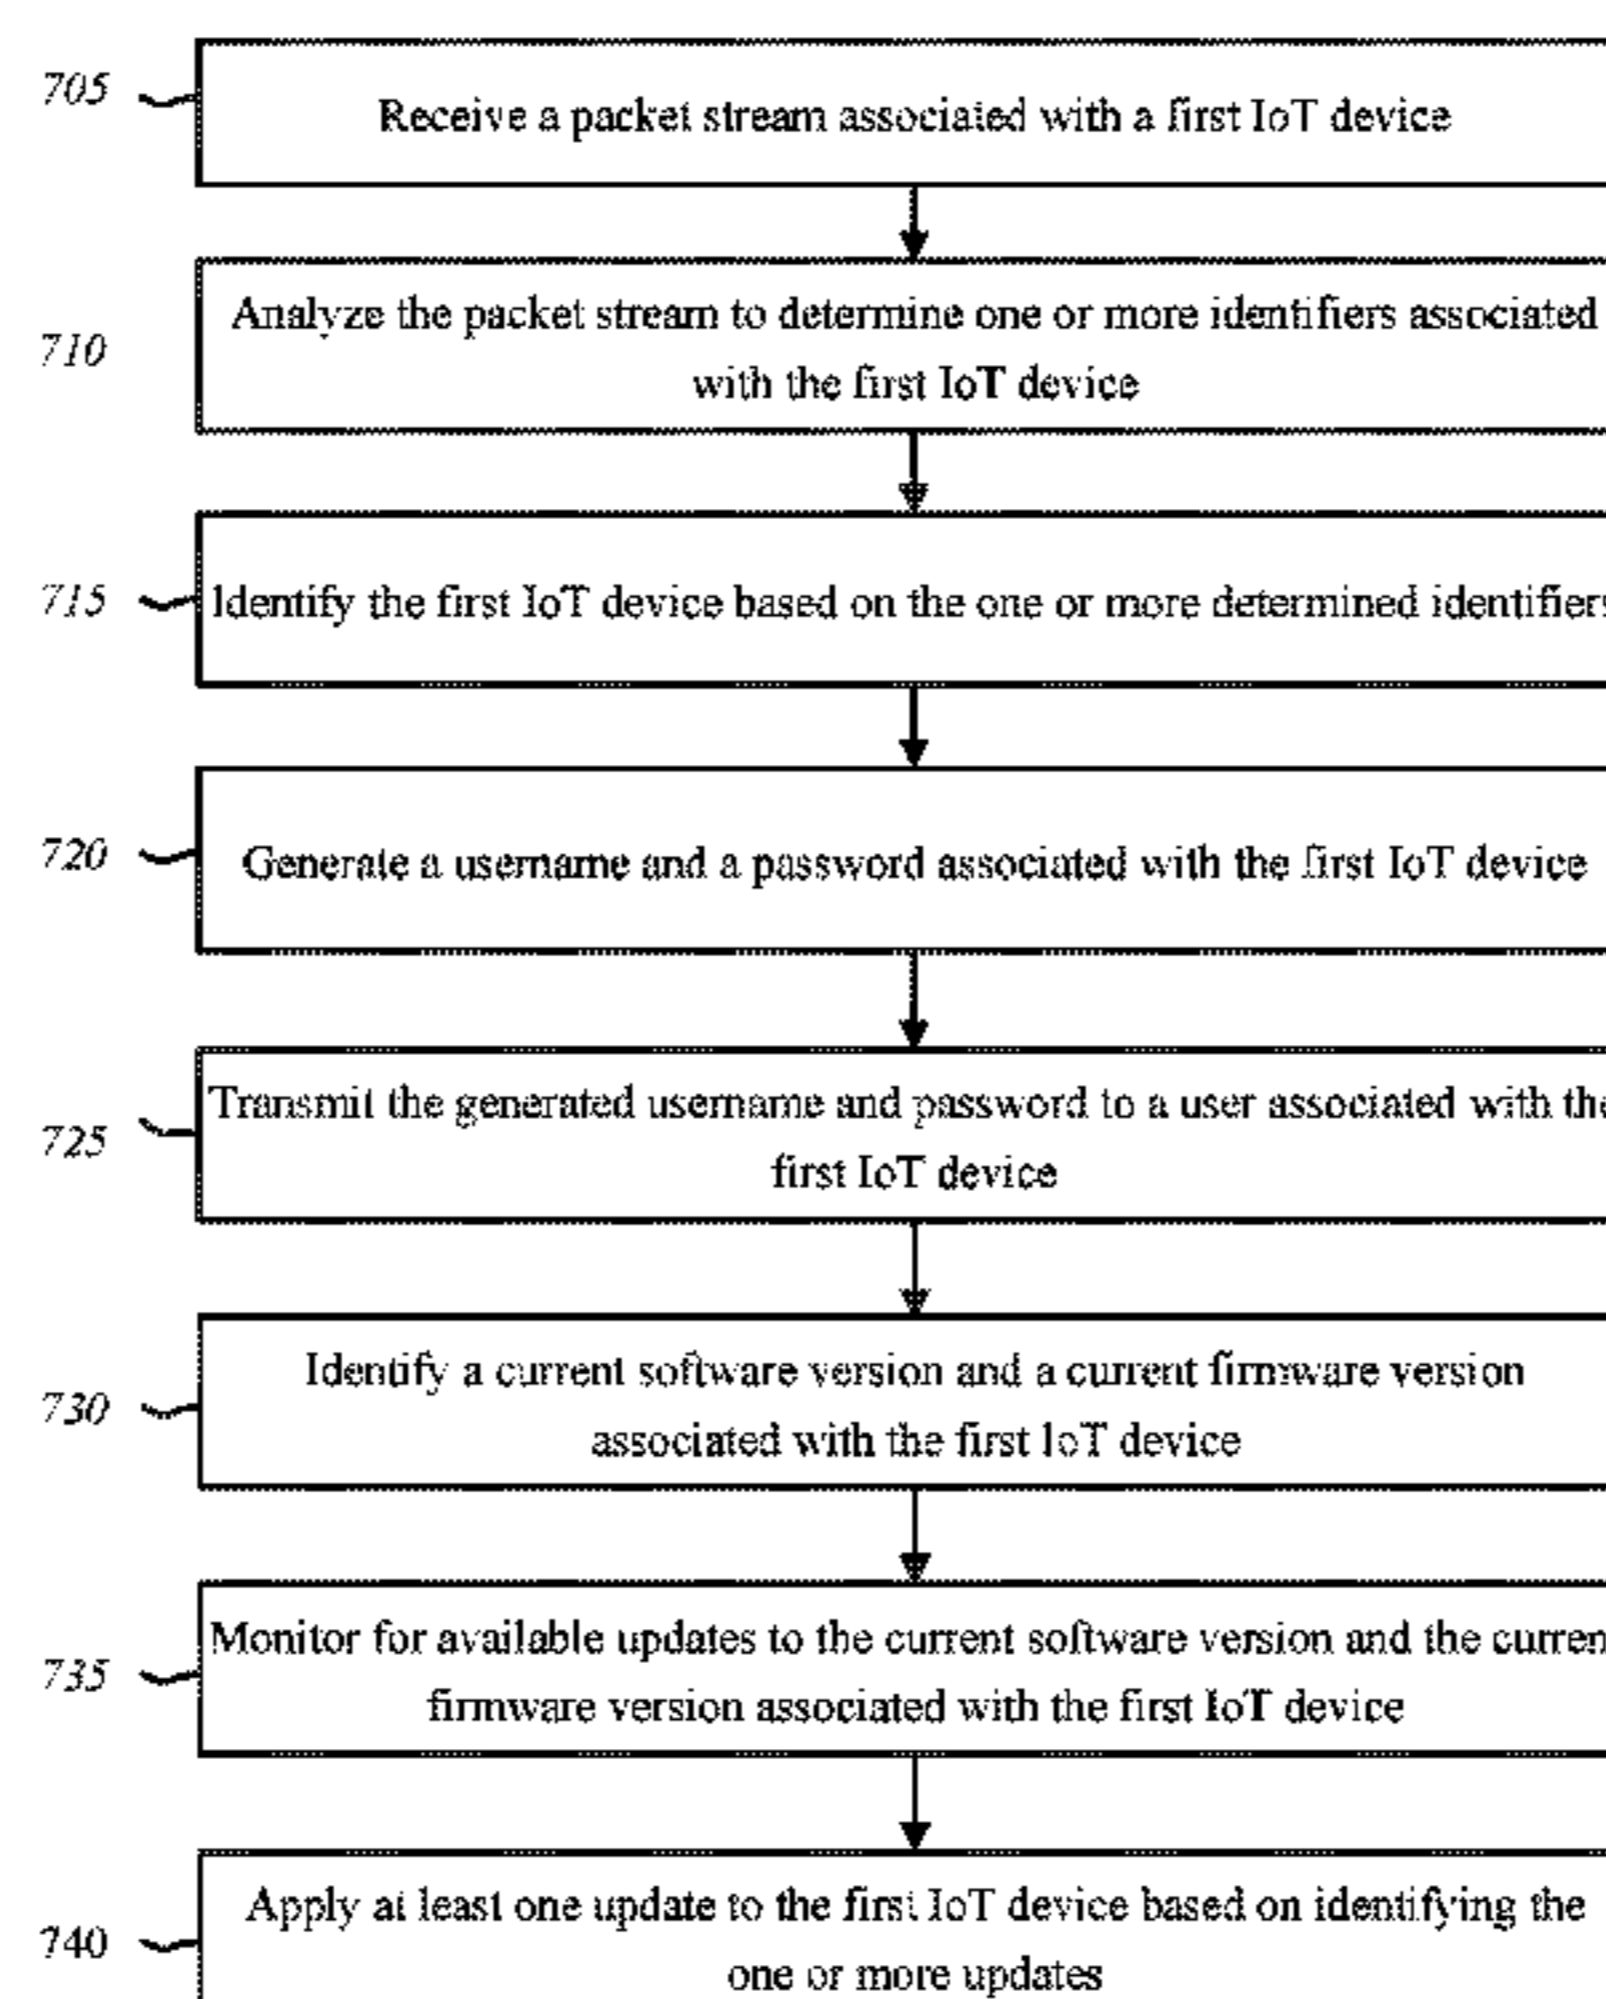 705
Receive a packet stream associated with a first IoT device
710
Analyze the packet stream to determine one or more identifiers associated
with the first IoT device
715
Identify the first IoT device based on the one or more determined identifiers
720
Generate a username and a password associated with the first IoT device
725
Transmit the generated username and password to a user associated with the
first IoT device
730
Identify a current software version and a current firmware version
associated with the first IoT device
735
Monitor for available updates to the current software version and the curren
firmware version associated with the first IoT device
740
Apply at least one update to the first IoT device based on identifying the
one or more updates